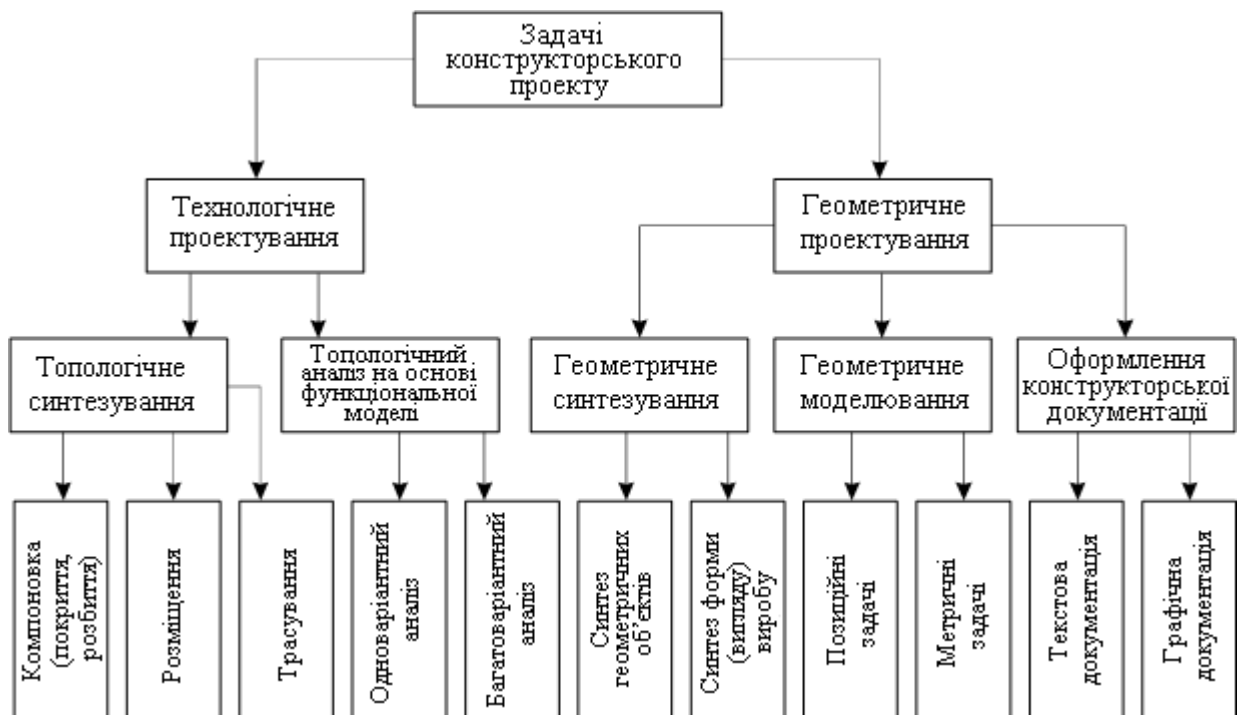 Задачі
конструкторського
проекту
Технологічне
проектування
Геометричне
проектування
Топологічне
синтезування
Топологічний
аналіз на основі
функціональної
моделі
Геометричне
синтезування
Геометричне
моделювання
Оформлення
конструкторської
документації
Компоновка
(покриття,
розбиття)
Розміщення
Трасування
Одноваріантний
аналіз
Багатоваріантний
аналіз
Синтез
геометричних
об'єктів
Синтез форми
(вигляду)
виробу
Позиційні
задачі
Метричні
задачі
Текстова
документація
Графічна
документація